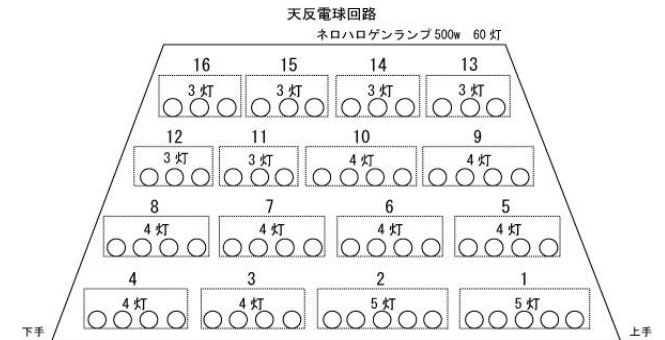 天反電球回路
ネロハロゲンランプ 500w 60 灯
16 15 14 13
3 灯 3 灯 3 灯 3 灯
12 11 10 9
3 灯 3 灯 4 灯 4 灯
8 7 6 5
4 灯 4 灯 4 灯 4 灯
4 3 2 1
4 灯 4 灯 5 灯 5 灯
下手 上手